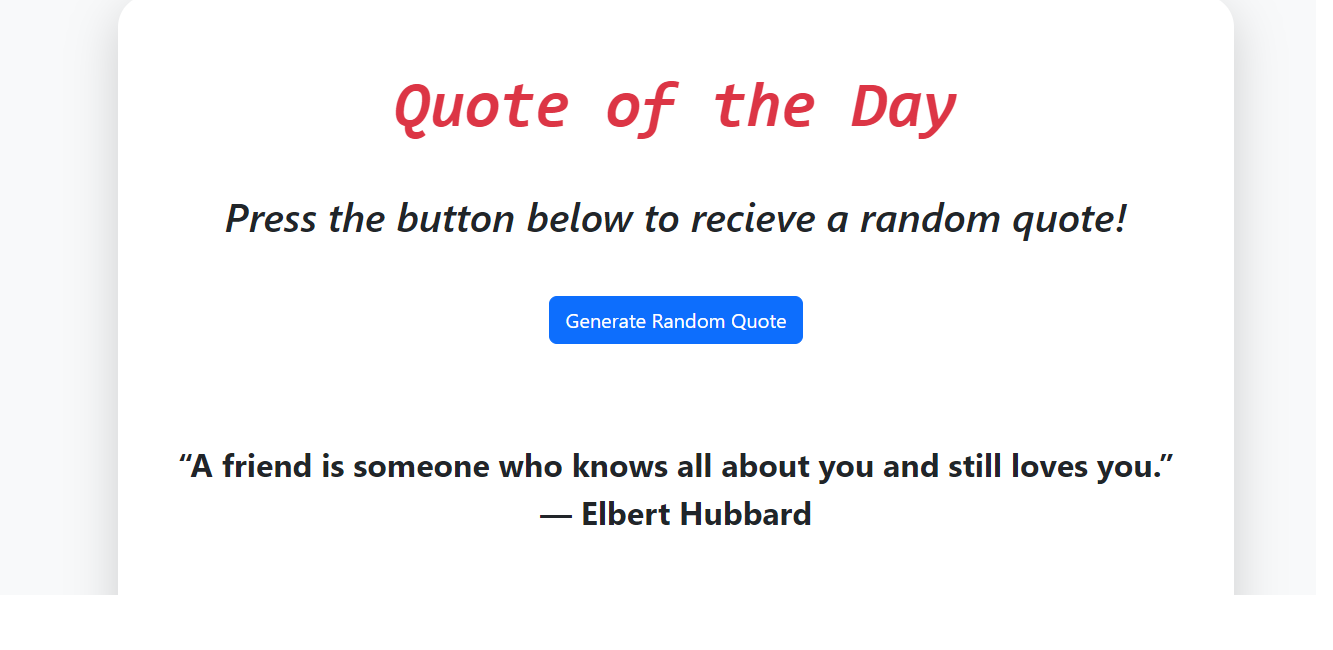 Quote of the Day
Press the button below to recieve a random quote!
Generate Random Quote
“A friend is someone who knows all about you and still loves you.”
— Elbert Hubbard